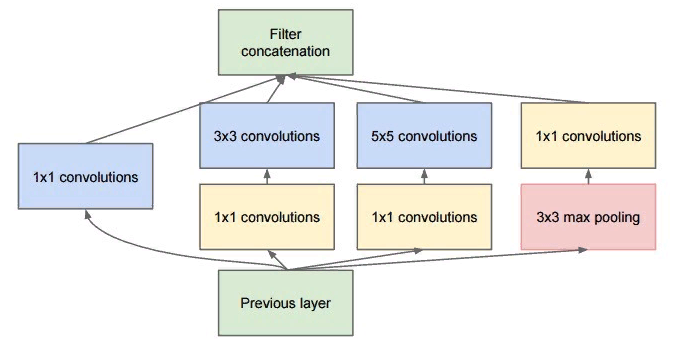 Filter
concatenation
3x3 convolutions
5x5 convolutions
1x1 convolutions
1x1 convolutions
1x1 convolutions
1x1 convolutions
3x3 max pooling
Previous layer